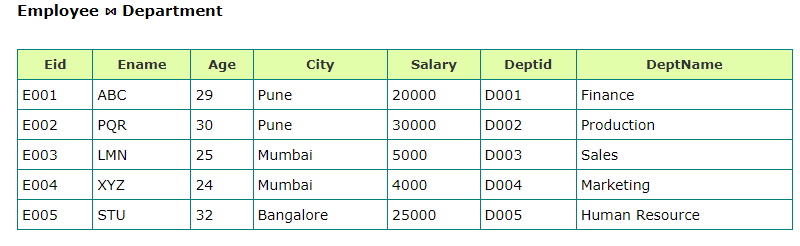 Employee ⋈ Department
Eid Ename Age City Salary Deptid DeptName
E001 ABC 29 Pune 20000 D001 Finance
E002 PQR 30 Pune 30000 D002 Production
E003 LMN 25 Mumbai 5000 D003 Sales
E004 XYZ 24 Mumbai 4000 D004 Marketing
E005 STU 32 Bangalore 25000 D005 Human Resource